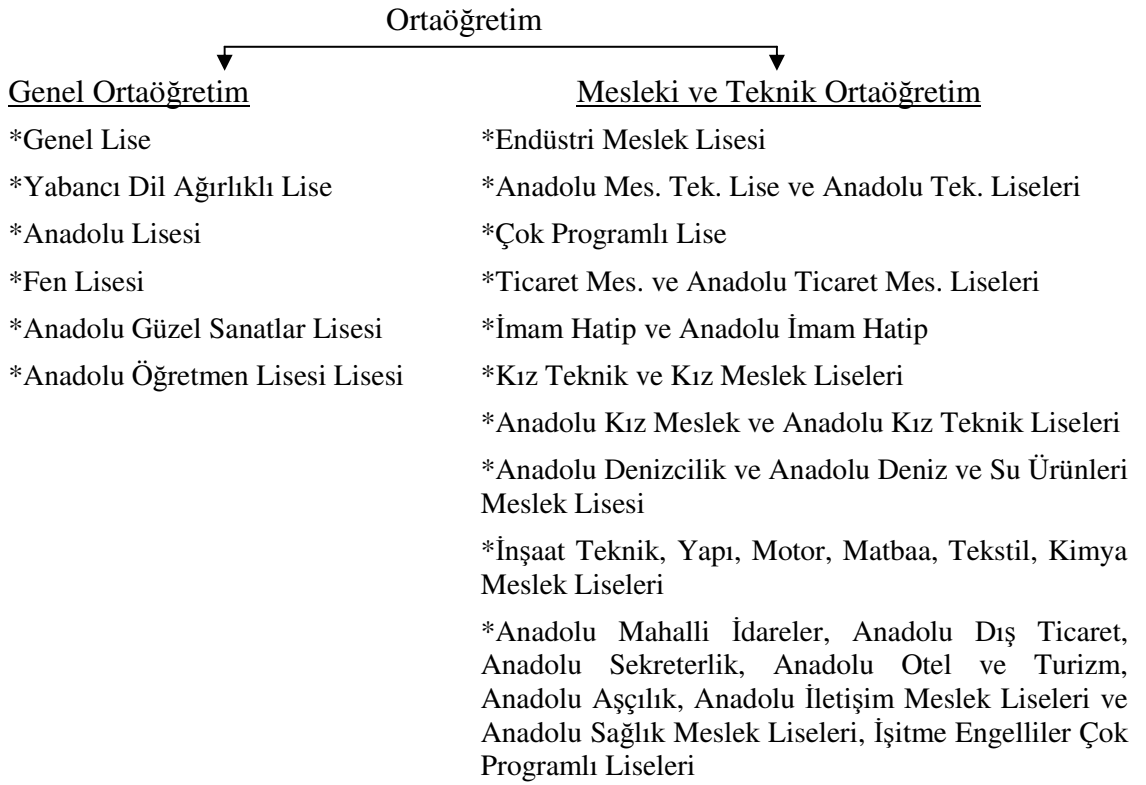 Ortaöğretim
Genel Ortaöğretim
*Genel Lise
*Yabancı Dil Ağırlıklı Lise
*Anadolu Lisesi
*Fen Lisesi
*Anadolu Güzel Sanatlar Lisesi
*Anadolu Öğretmen Lisesi Lisesi
Mesleki ve Teknik Ortaöğretim
*Endüstri Meslek Lisesi
*Anadolu Mes. Tek. Lise ve Anadolu Tek. Liseleri
*Çok Programlı Lise
*Ticaret Mes. ve Anadolu Ticaret Mes. Liseleri
*İmam Hatip ve Anadolu İmam Hatip
*Kız Teknik ve Kız Meslek Liseleri
*Anadolu Kız Meslek ve Anadolu Kız Teknik Liseleri
*Anadolu Denizcilik ve Anadolu Deniz ve Su Ürünleri
Meslek Lisesi
*İnşaat Teknik, Yapı, Motor, Matbaa, Tekstil, Kimya
Meslek Liseleri
*Anadolu Mahalli İdareler, Anadolu Dış Ticaret,
Anadolu Sekreterlik, Anadolu Otel ve Turizm,
Anadolu Aşçılık, Anadolu İletişim Meslek Liseleri ve
Anadolu Sağlık Meslek Liseleri, İşitme Engelliler Çok
Programlı Liseleri